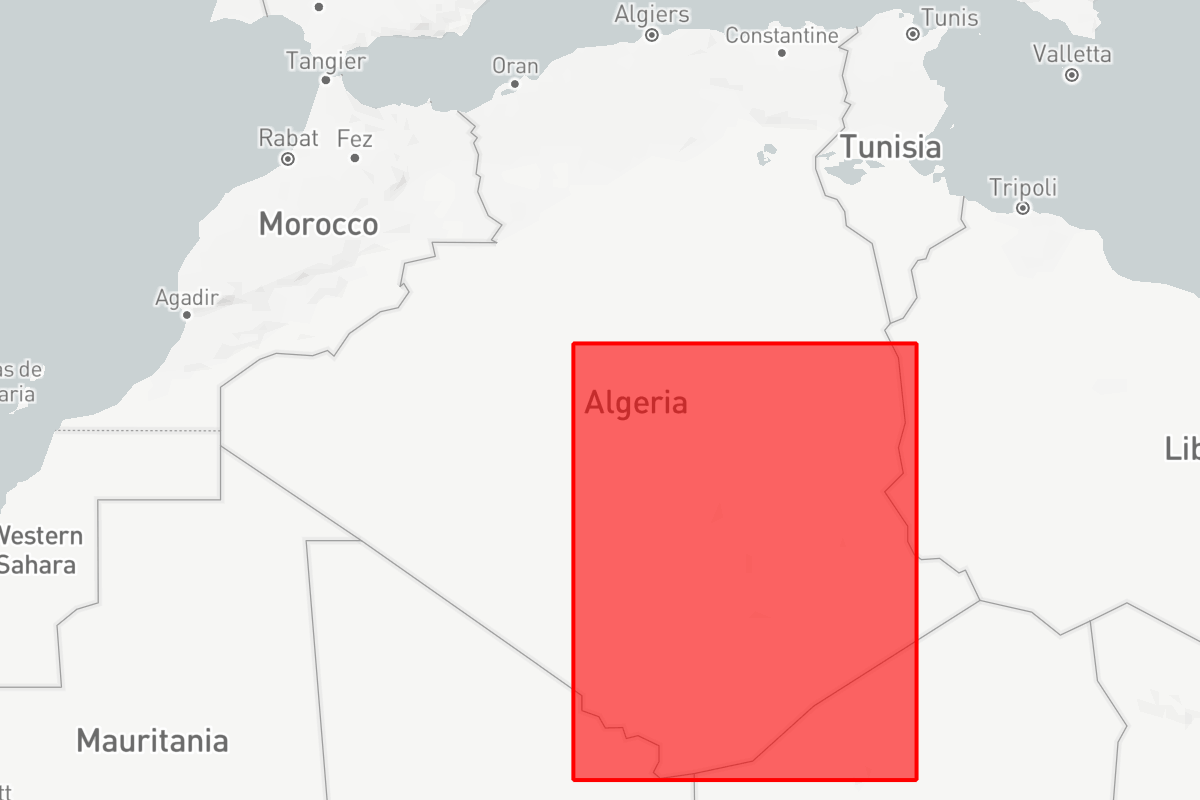 Algiers
Tunis
Constantine
Valletta
Tangier
Oran
Rabat
Fez
Tunisia
Tripoli
Morocco
Agadir
as de
aria
Algeria
Lib
Western
Sahara
Mauritania
tt